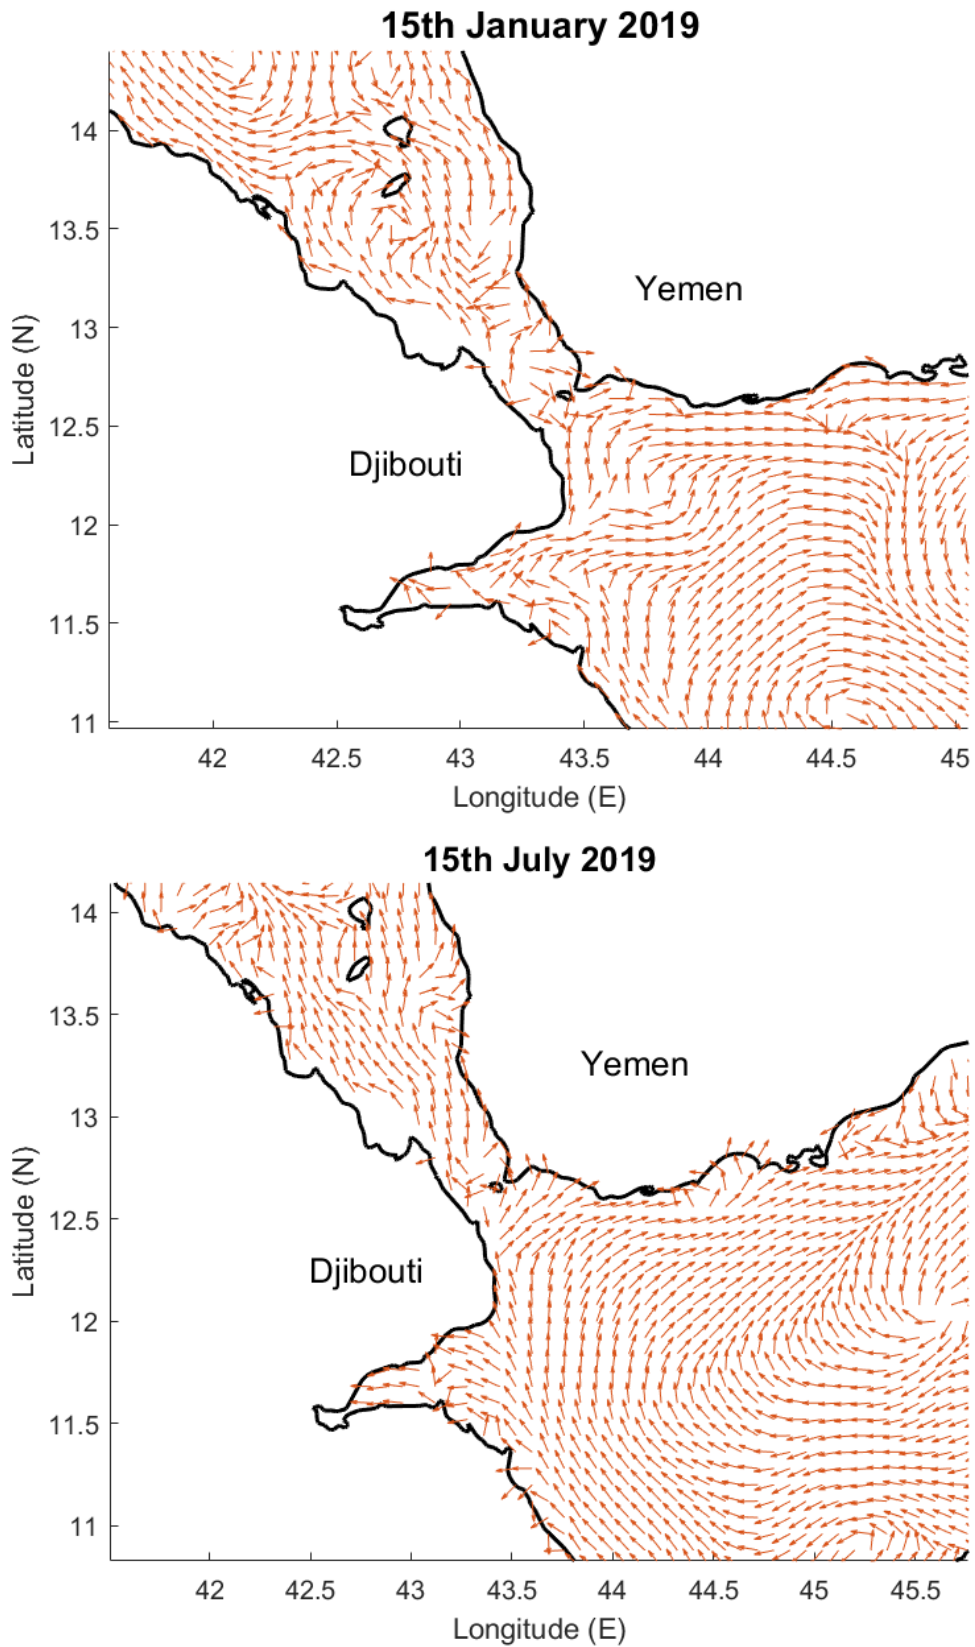 15th January 2019
14
13.5
Yemen
13
Latitude (N)
12.5
Djibouti
12
11.5
11
42
42.5
43
43.5
44
44.5
45
Longitude (E)
15th July 2019
14
13.5
Yemen
13
Latitude (N)
12.5
Djibouti
12
11.5
11
42
42.5
43
43.5
44
44.5
45
45.5
Longitude (E)